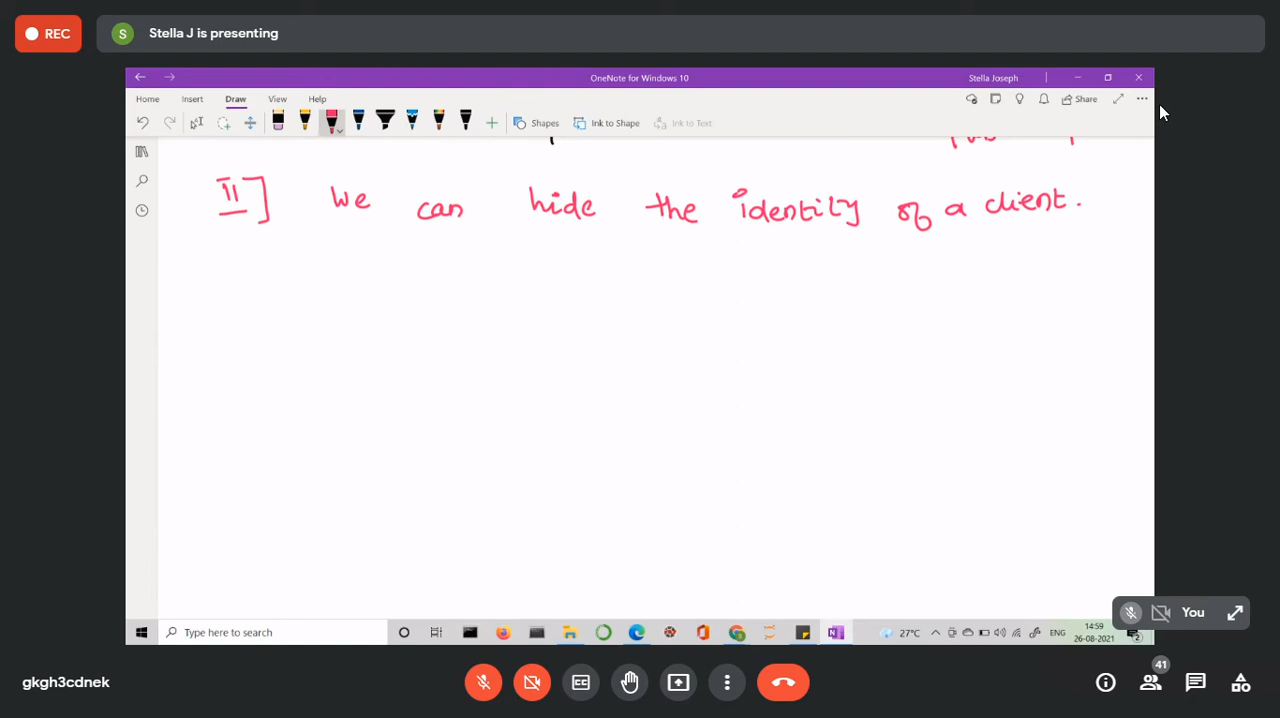 REC
S Stella J is presenting
OneNote for Windows 10
Stella Joseph
Home Insert Draw View Help
Share
Shapes Ink to Shape Ink to Text
II] We can hide the identity of a client.
You
Type here to search
27°C ENG 14:59
26-08-2021 2
gkgh3cdnek
CC
41